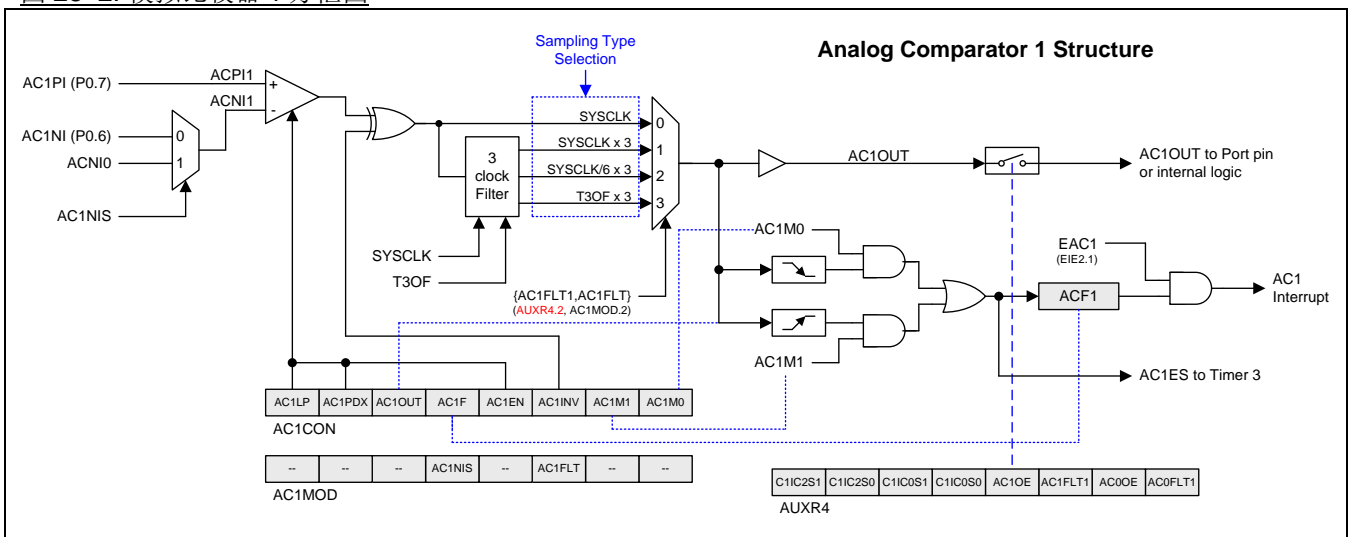 Analog Comparator 1 Structure
Sampling Type
Selection
AC1PI (P0.7)
ACPI1
+
ACNI1
-
AC1NI (P0.6)
0
ACNI0
1
AC1NIS
3
clock
Filter
SYSCLK
T3OF
SYSCLK
0
SYSCLK x 3
1
SYSCLK/6 x 3
2
T3OF x 3
3
{AC1FLT1,AC1FLT}
(AUXR4.2, AC1MOD.2)
AC1OUT
AC1OUT to Port pin
or internal logic
AC1M0
AC1M1
EAC1
(EIE2.1)
ACF1
AC1
Interrupt
AC1ES to Timer 3
AC1LP AC1PDX AC1OUT AC1F AC1EN AC1INV AC1M1 AC1M0
AC1CON
-- -- -- AC1NIS -- AC1FLT -- --
AC1MOD
C1IC2S1 C1IC2S0 C1IC0S1 C1IC0S0 AC1OE AC1FLT1 AC0OE AC0FLT1
AUXR4